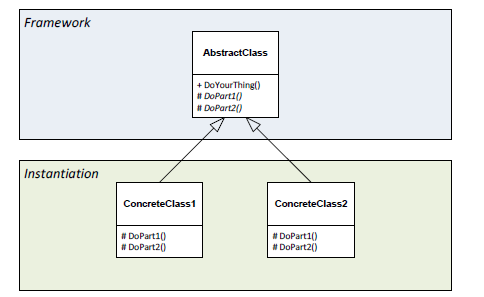 Framework
AbstractClass
+ DoYourThing()
# DoPart1()
# DoPart2()
Instantiation
ConcreteClass1
# DoPart1()
# DoPart2()
ConcreteClass2
# DoPart1()
# DoPart2()